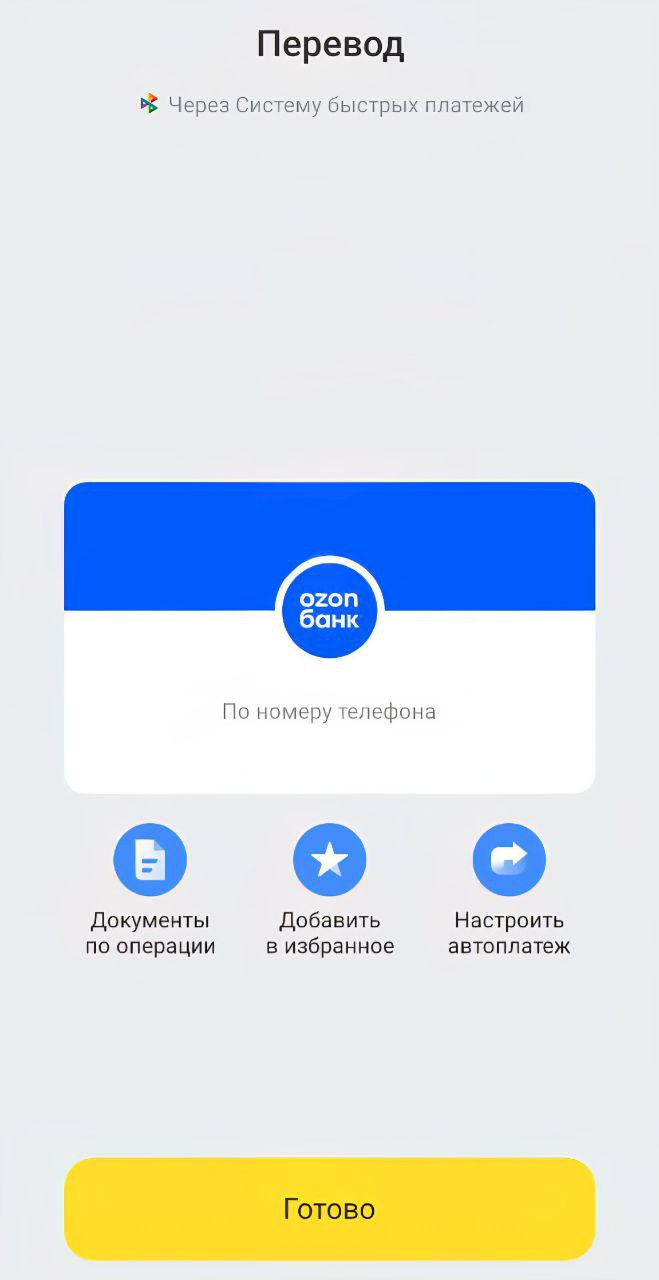 Перевод
Через Систему быстрых платежей
ozon
банк
По номеру телефона
Документы
по операции
Добавить
в избранное
Настроить
автоплатеж
Готово